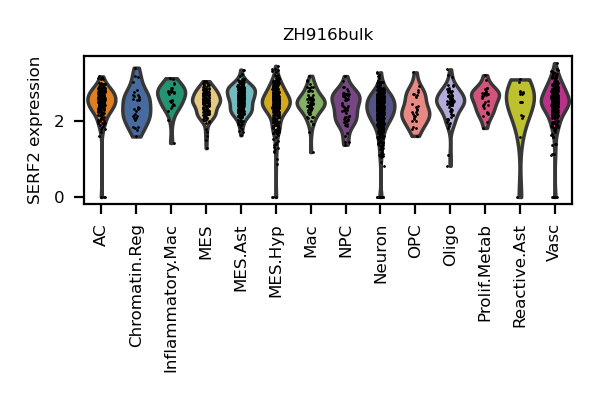 ZH916bulk
SERF2 expression
2
0
AC
Chromatin.Reg
Inflammatory.Mac
MES
MES.Ast
MES.Hyp
Mac
NPC
Neuron
OPC
Oligo
Prolif.Metab
Reactive.Ast
Vasc